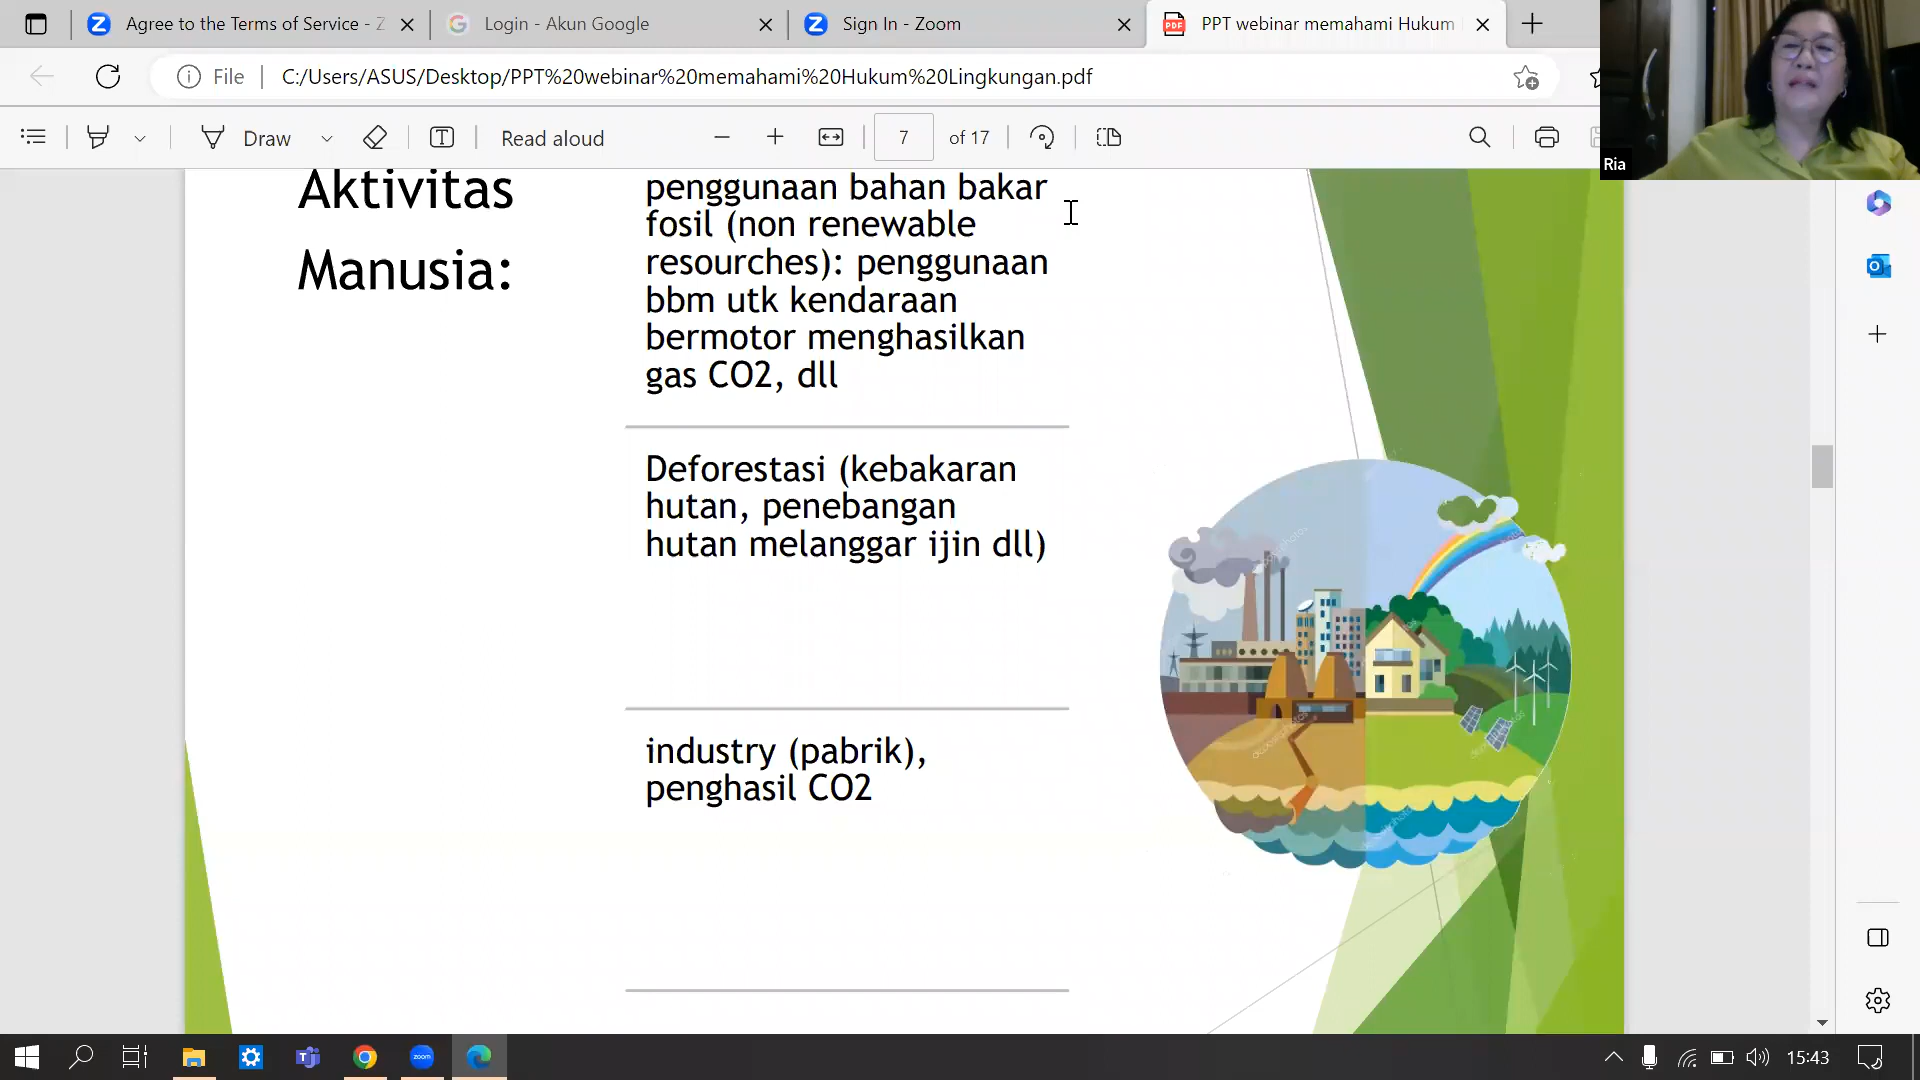 Agree to the Terms of Service - Z
Login - Akun Google
Sign In - Zoom
PPT webinar memahami Hukum
File
C:/Users/ASUS/Desktop/PPT%20webinar%20memahami%20Hukum%20Lingkungan.pdf
Draw
Read aloud
7
of 17
Ria
Aktivitas
Manusia:
penggunaan bahan bakar
fosil (non renewable
resourches): penggunaan
bbm utk kendaraan
bermotor menghasilkan
gas CO2, dll
Deforestasi (kebakaran
hutan, penebangan
hutan melanggar ijin dll)
industry (pabrik),
penghasil CO2
zoom
15:43